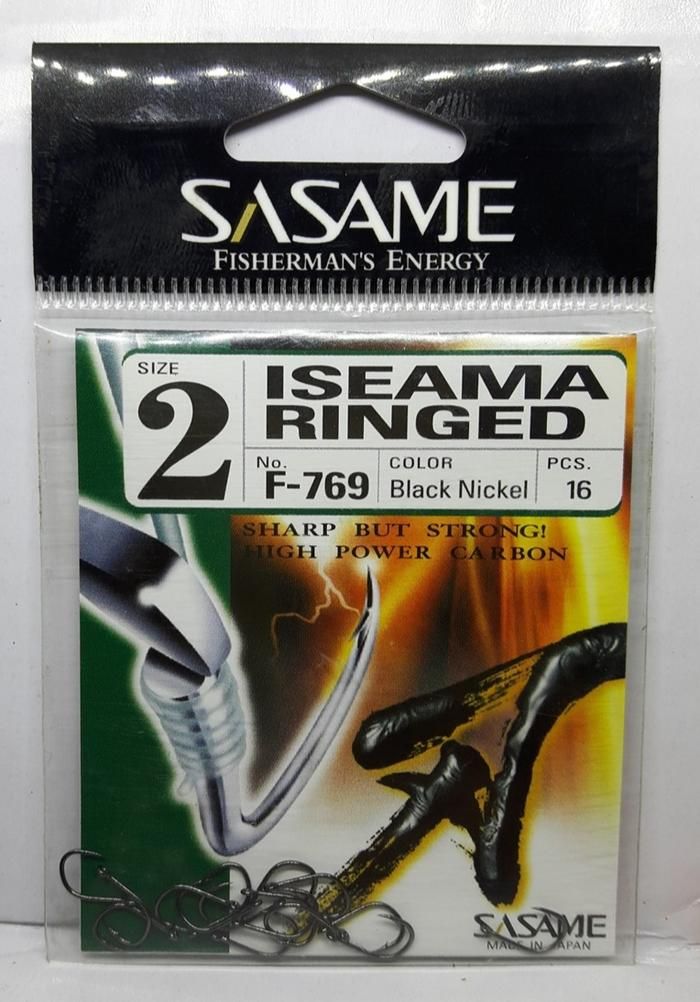 SASAME
FISHERMAN'S ENERGY
SIZE
2
ISEAMA
RINGED
No.
F-769
COLOR
Black Nickel
PCS.
16
SHARP BUT STRONG!
HIGH POWER CARBON
SASAME
MADE IN JAPAN